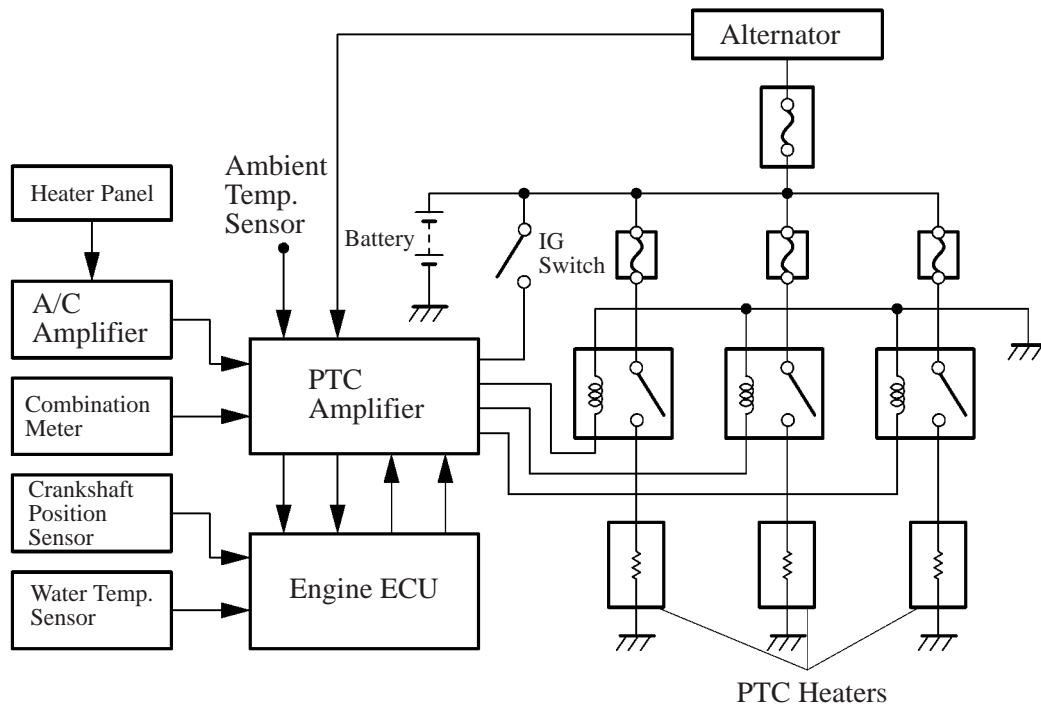 Alternator
Ambient
Temp.
Sensor
Heater Panel
Battery
IG
Switch
A/C
Amplifier
PTC
Amplifier
Combination
Meter
Crankshaft
Position
Sensor
Engine ECU
Water Temp.
Sensor
PTC Heaters